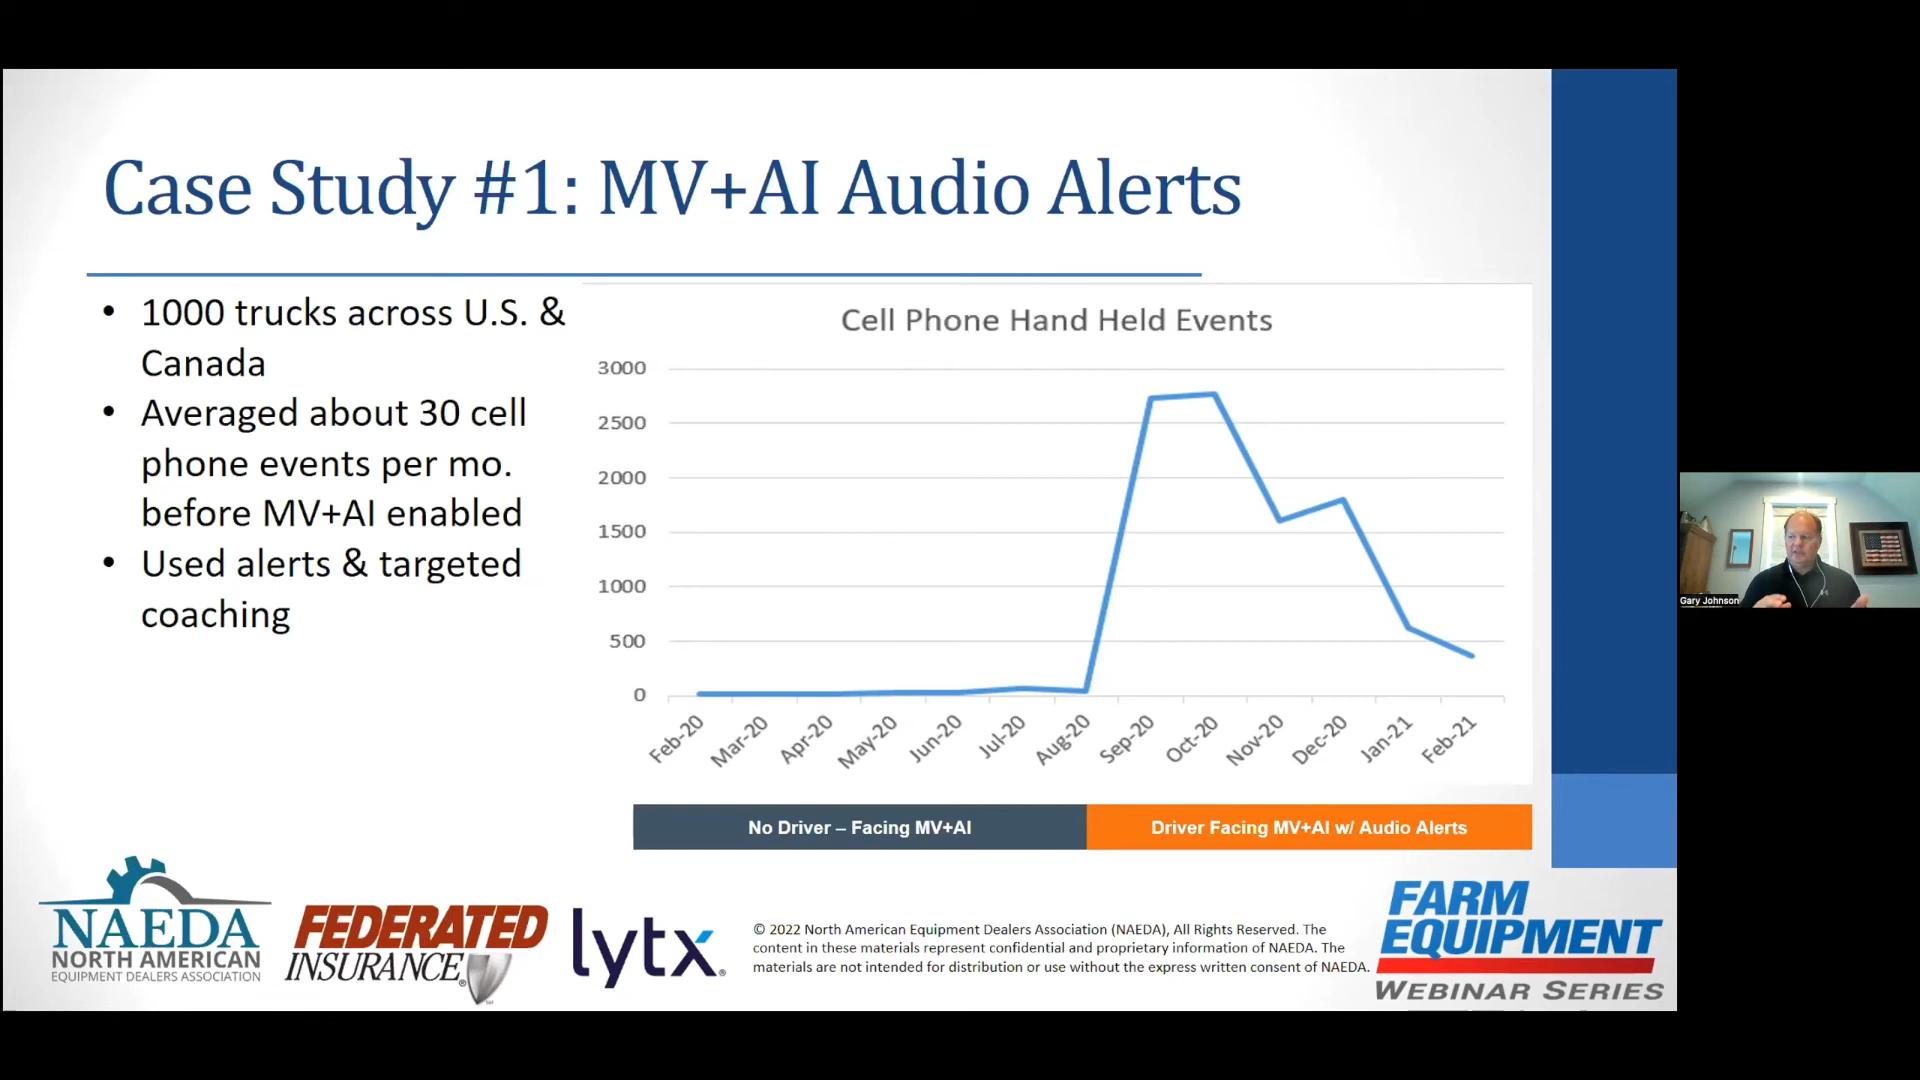 Case Study #1: MV+AI Audio Alerts
• 1000 trucks across U.S. &
Canada
• Averaged about 30 cell
phone events per mo.
before MV+AI enabled
• Used alerts & targeted
coaching
Cell Phone Hand Held Events
3000
2500
2000
1500
1000
500
0
Feb-20 Mar-20 Apr-20 May-20 Jun-20 Jul-20 Aug-20 Sep-20 Oct-20 Nov-20 Dec-20 Jan-21 Feb-21
No Driver – Facing MV+AI
Driver Facing MV+AI w/ Audio Alerts
Gary Johnson
NAEDA
NORTH AMERICAN
EQUIPMENT DEALERS ASSOCIATION
FEDERATED
INSURANCE®
lytx®
© 2022 North American Equipment Dealers Association (NAEDA), All Rights Reserved. The
content in these materials represent confidential and proprietary information of NAEDA. The
materials are not intended for distribution or use without the express written consent of NAEDA.
FARM
EQUIPMENT
WEBINAR SERIES